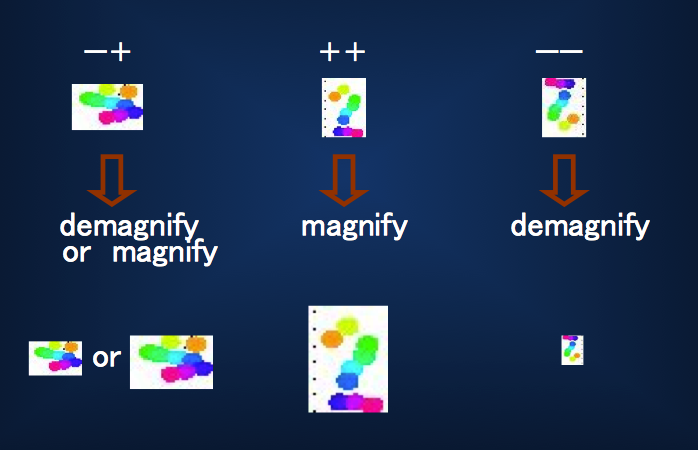 −+ ++ −−
demagnify magnify demagnify
or magnify
or